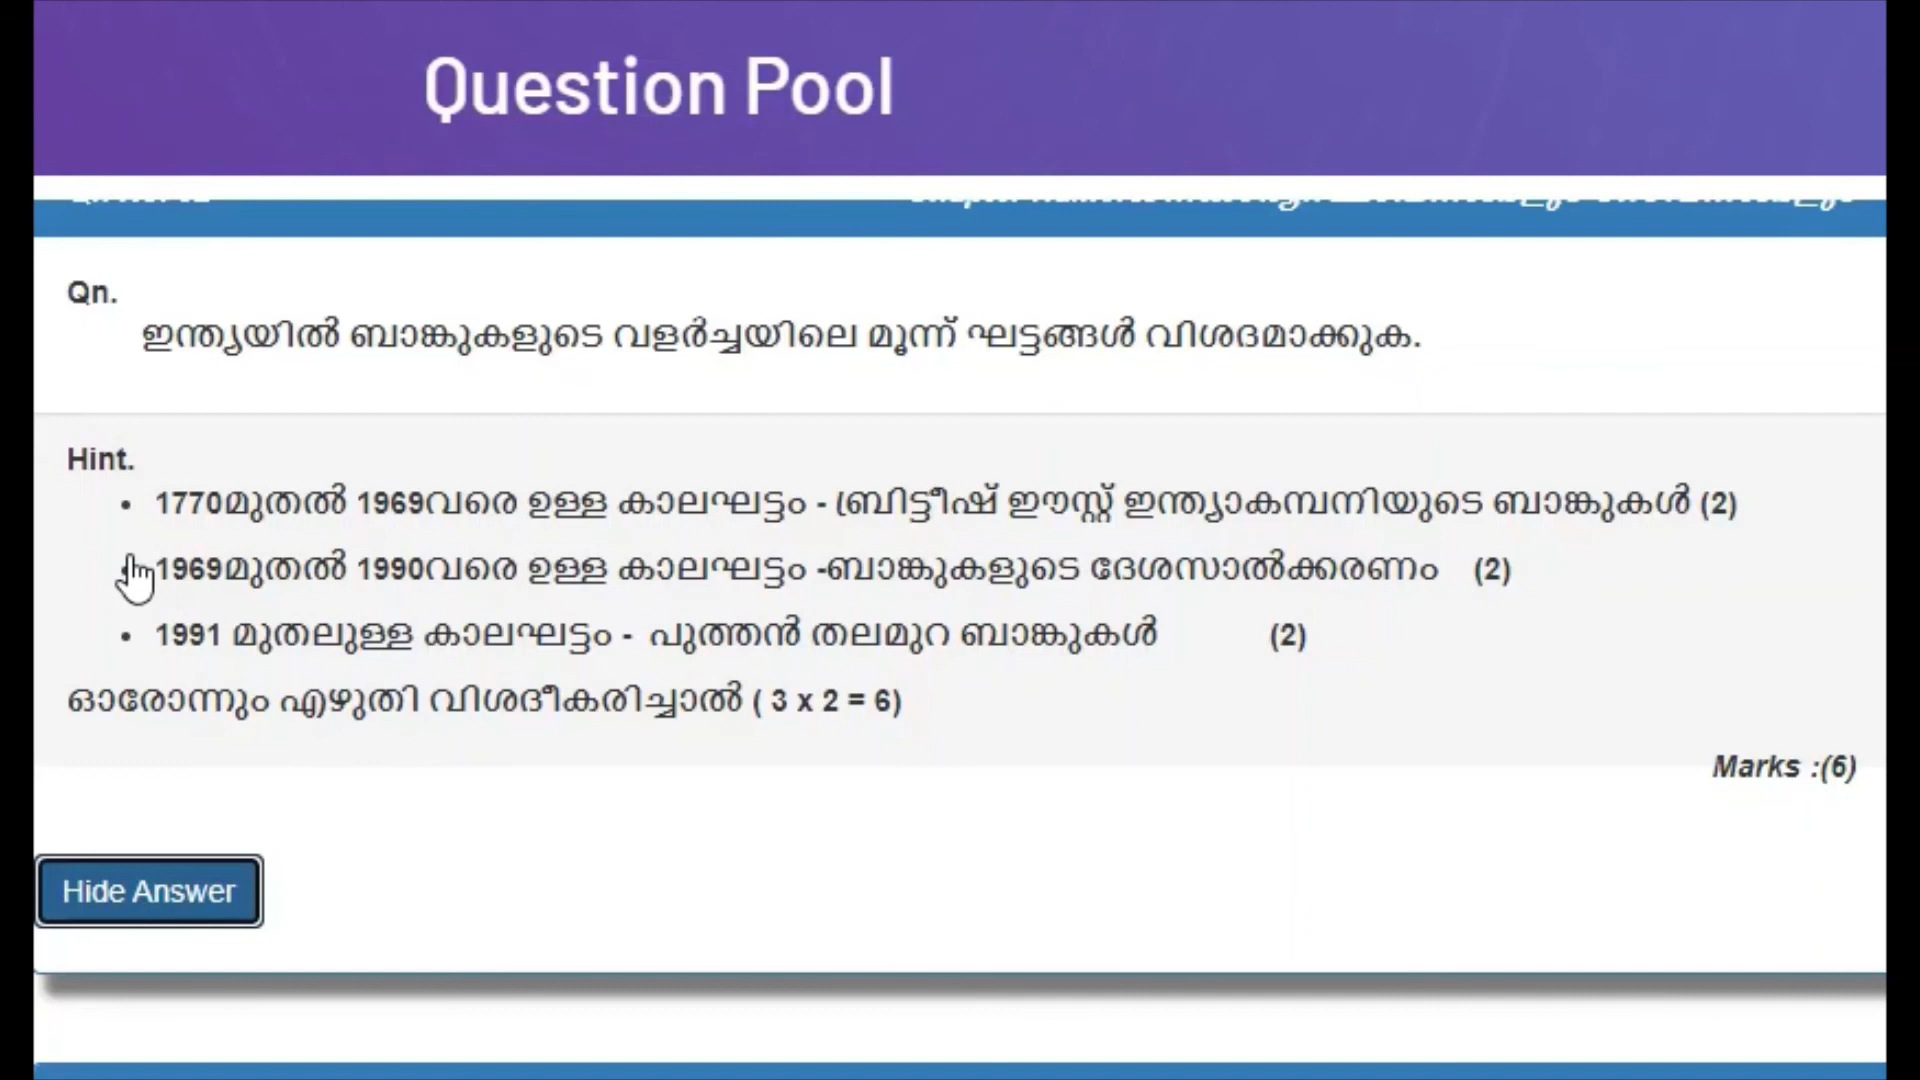 Question Pool
Qn.
ഇന്ത്യയിൽ ബാങ്കുകളുടെ വളർച്ചയിലെ മൂന്ന് ഘട്ടങ്ങൾ വിശദമാക്കുക.
Hint.
• 1770മുതൽ 1969വരെ ഉള്ള കാലഘട്ടം - ബ്രിട്ടീഷ് ഈസ്റ്റ് ഇന്ത്യാകമ്പനിയുടെ ബാങ്കുകൾ (2)
1969മുതൽ 1990വരെ ഉള്ള കാലഘട്ടം -ബാങ്കുകളുടെ ദേശസാൽക്കരണം (2)
• 1991 മുതലുള്ള കാലഘട്ടം - പുത്തൻ തലമുറ ബാങ്കുകൾ (2)
ഓരോന്നും എഴുതി വിശദീകരിച്ചാൽ ( 3 x 2 = 6)
Marks :(6)
Hide Answer